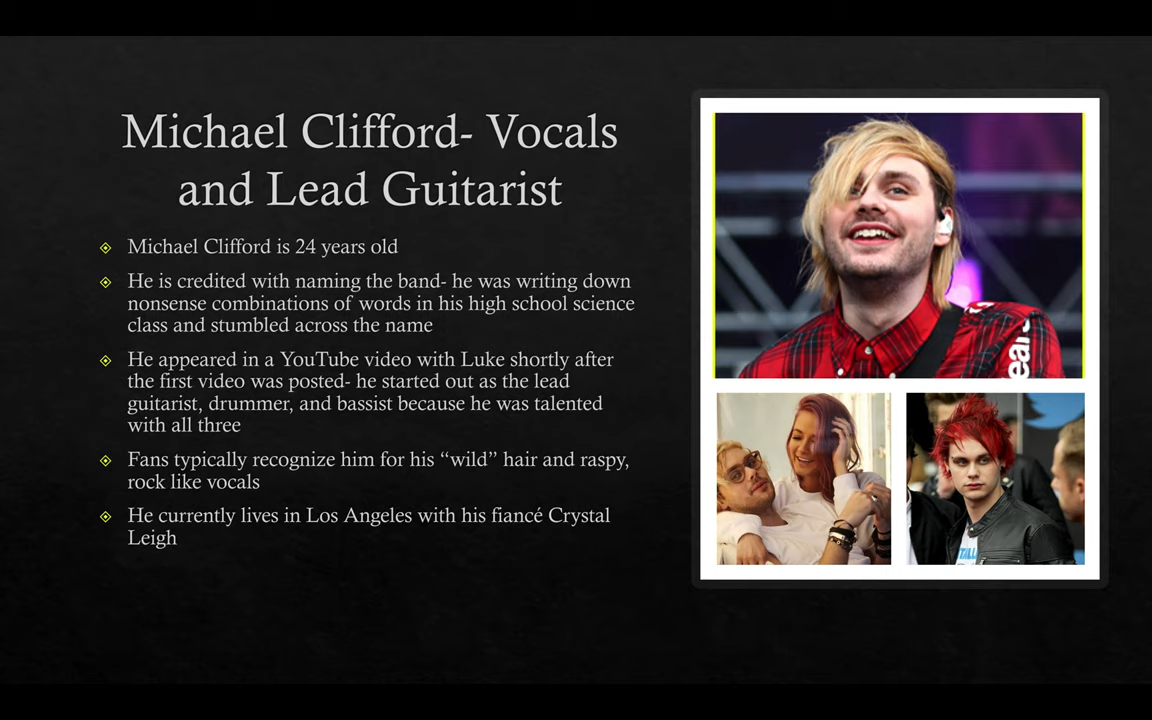 Michael Clifford- Vocals
and Lead Guitarist
Michael Clifford is 24 years old
He is credited with naming the band- he was writing down
nonsense combinations of words in his high school science
class and stumbled across the name
He appeared in a YouTube video with Luke shortly after
the first video was posted- he started out as the lead
guitarist, drummer, and bassist because he was talented
with all three
Fans typically recognize him for his “wild” hair and raspy,
rock like vocals
He currently lives in Los Angeles with his fiancé Crystal
Leigh